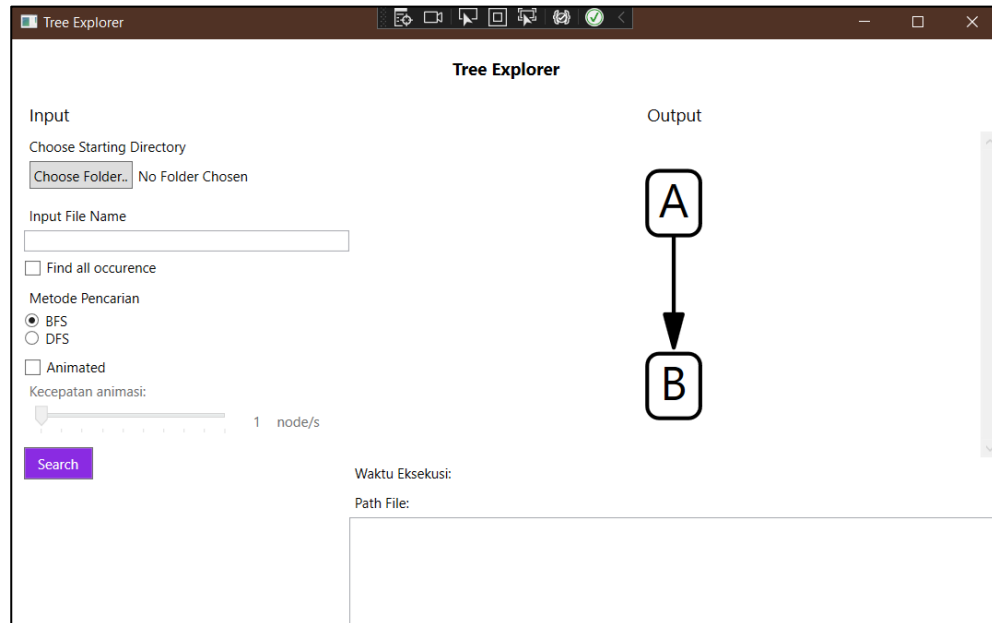 Tree Explorer
Tree Explorer
Input
Output
Choose Starting Directory
Choose Folder.. No Folder Chosen
A
Input File Name
Find all occurence
Metode Pencarian
BFS
DFS
Animated
B
Kecepatan animasi:
1 node/s
Search
Waktu Eksekusi:
Path File: